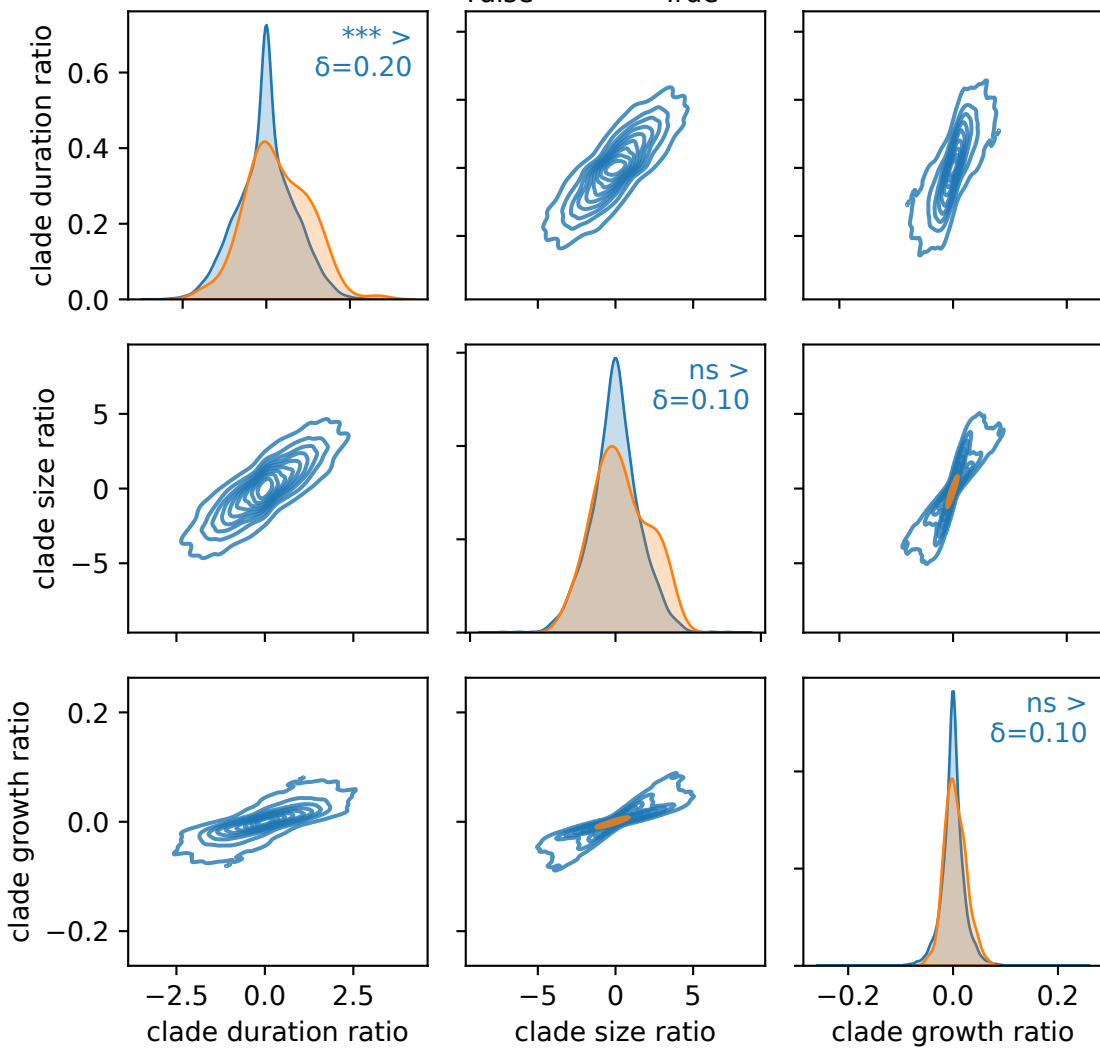 clade duration ratio
0.6
0.4
0.2
0.0
*** >
δ=0.20
clade size ratio
5
0
−5
ns >
δ=0.10
clade growth ratio
0.2
0.0
−0.2
ns >
δ=0.10
−2.5 0.0 2.5
clade duration ratio
−5 0 5
clade size ratio
−0.2 0.0 0.2
clade growth ratio